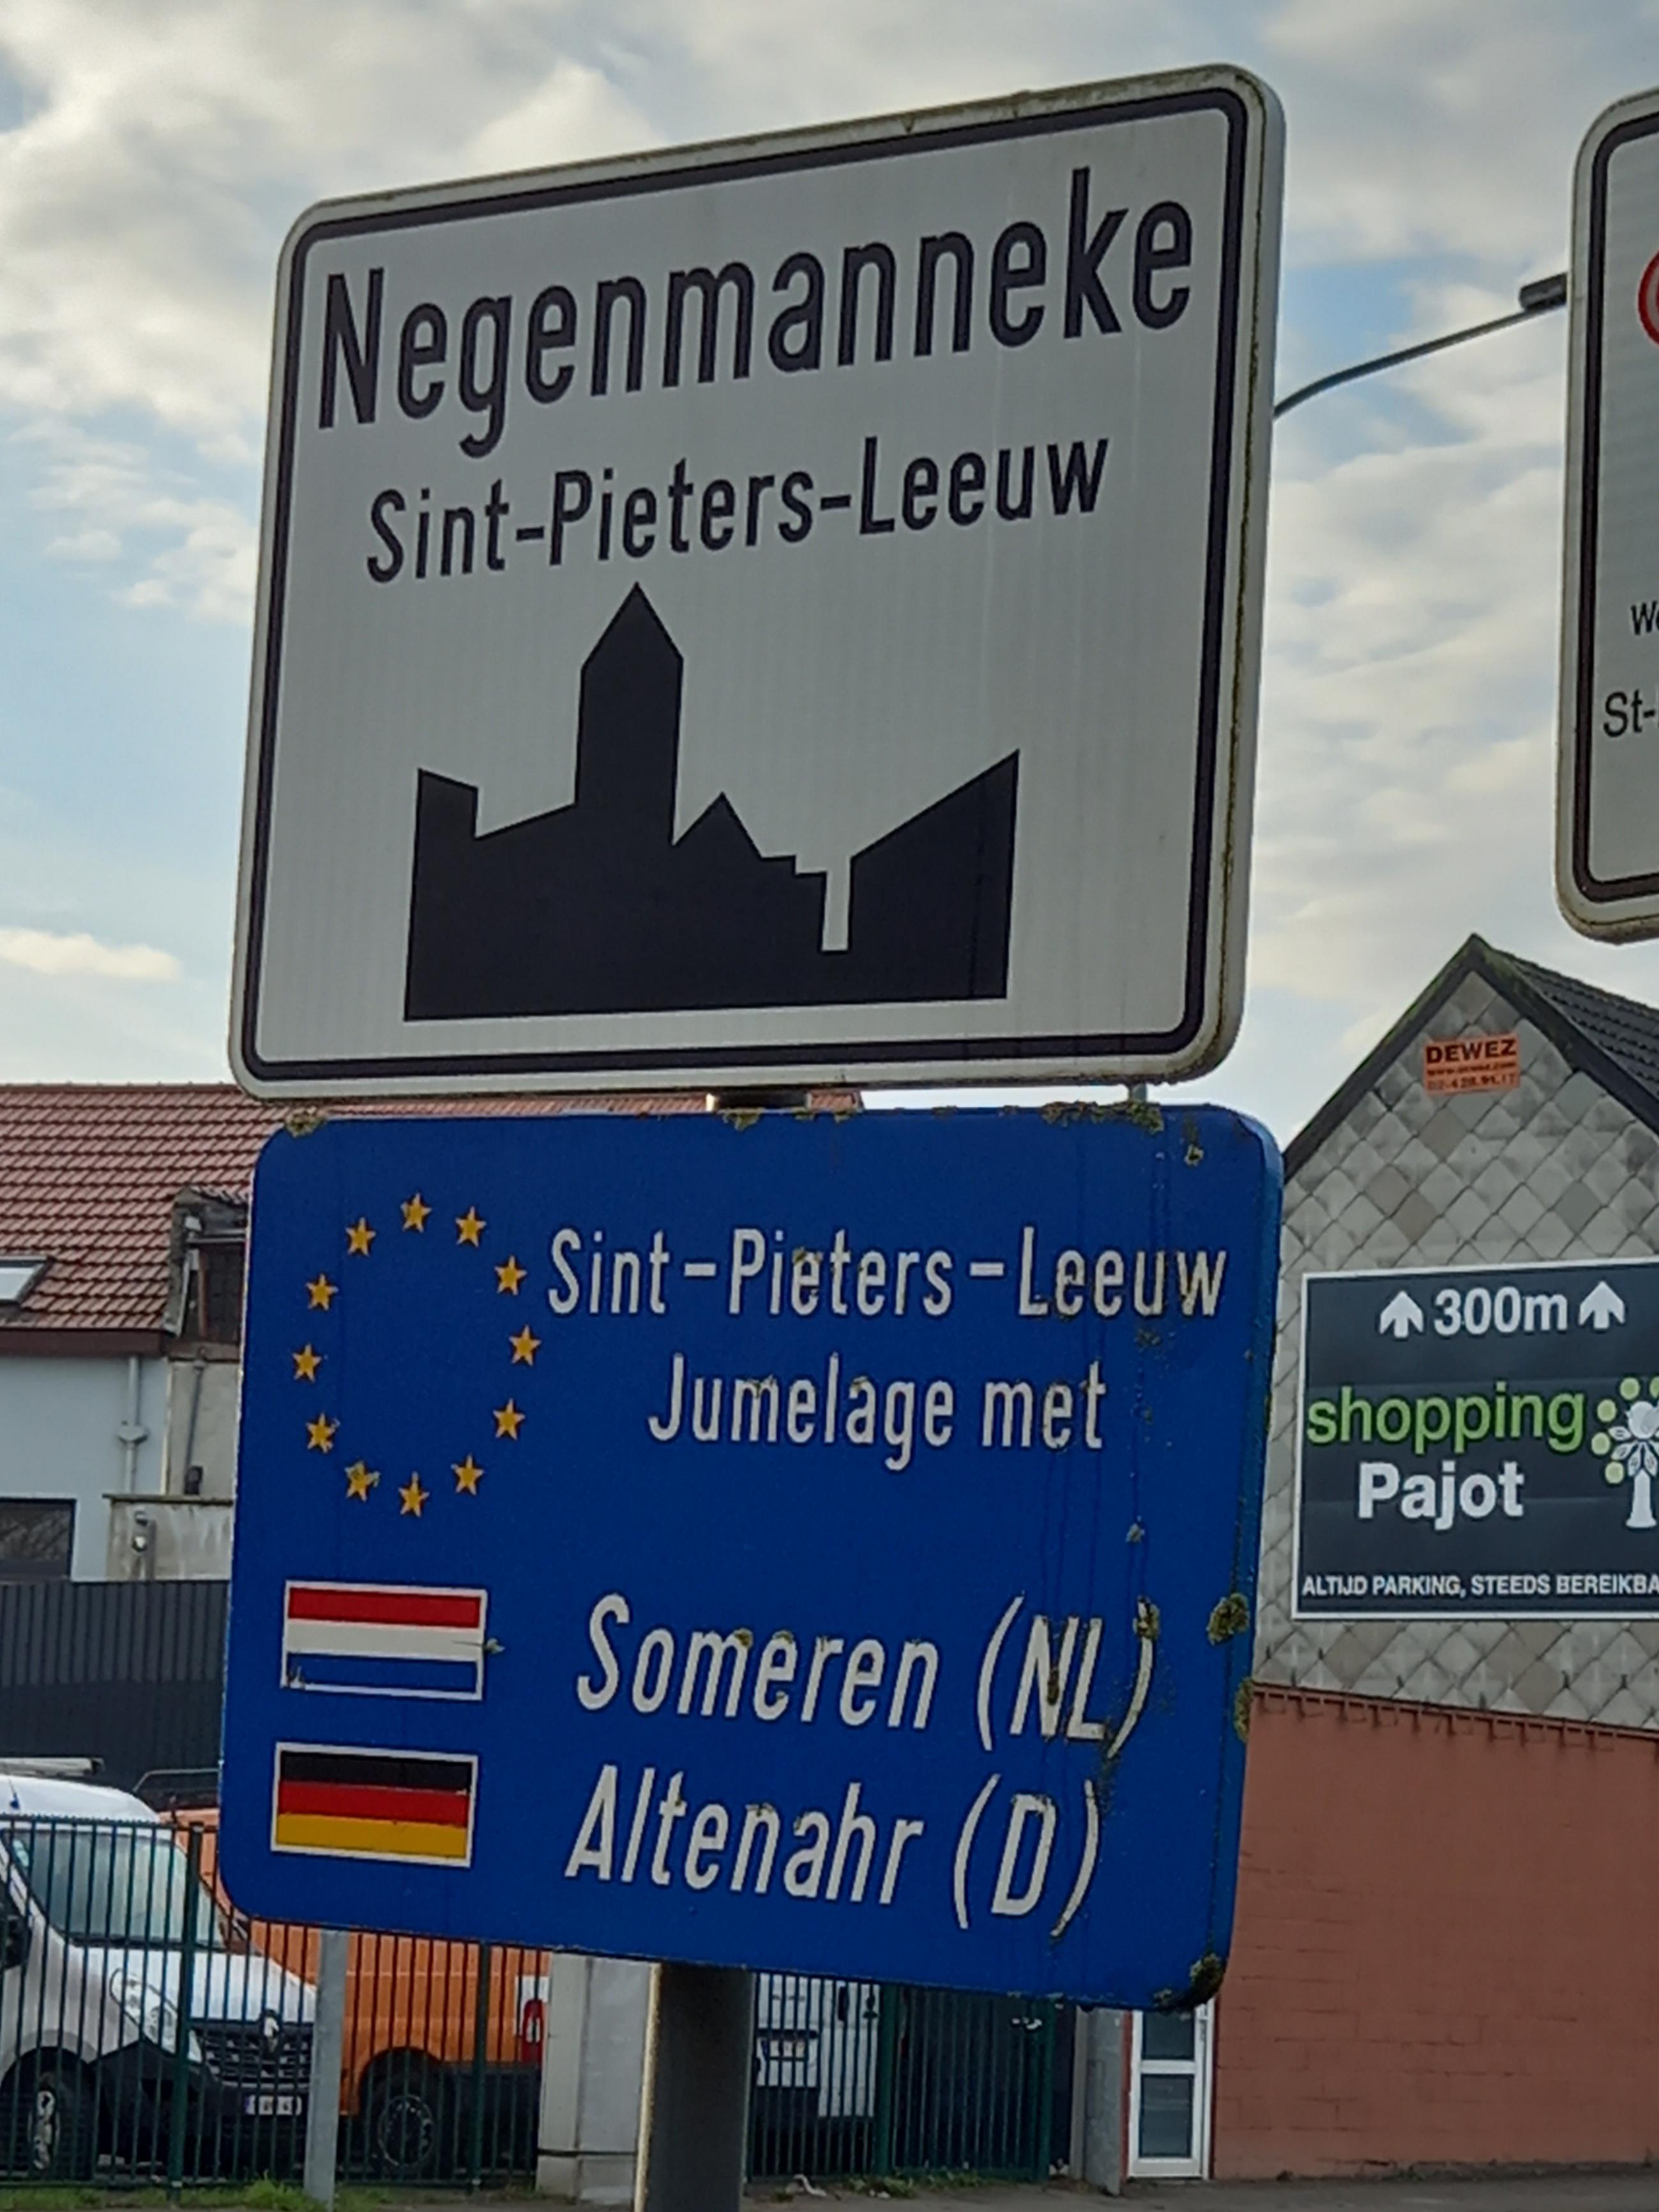 Negenmanneke
Sint-Pieters-Leeuw
Sint-Pieters-Leeuw
Jumelage met
Someren (NL)
Altenahr (D)
St-
DEWEZ
300m
shopping
Pajot
ALTIJD PARKING, STEEDS BEREIKBA